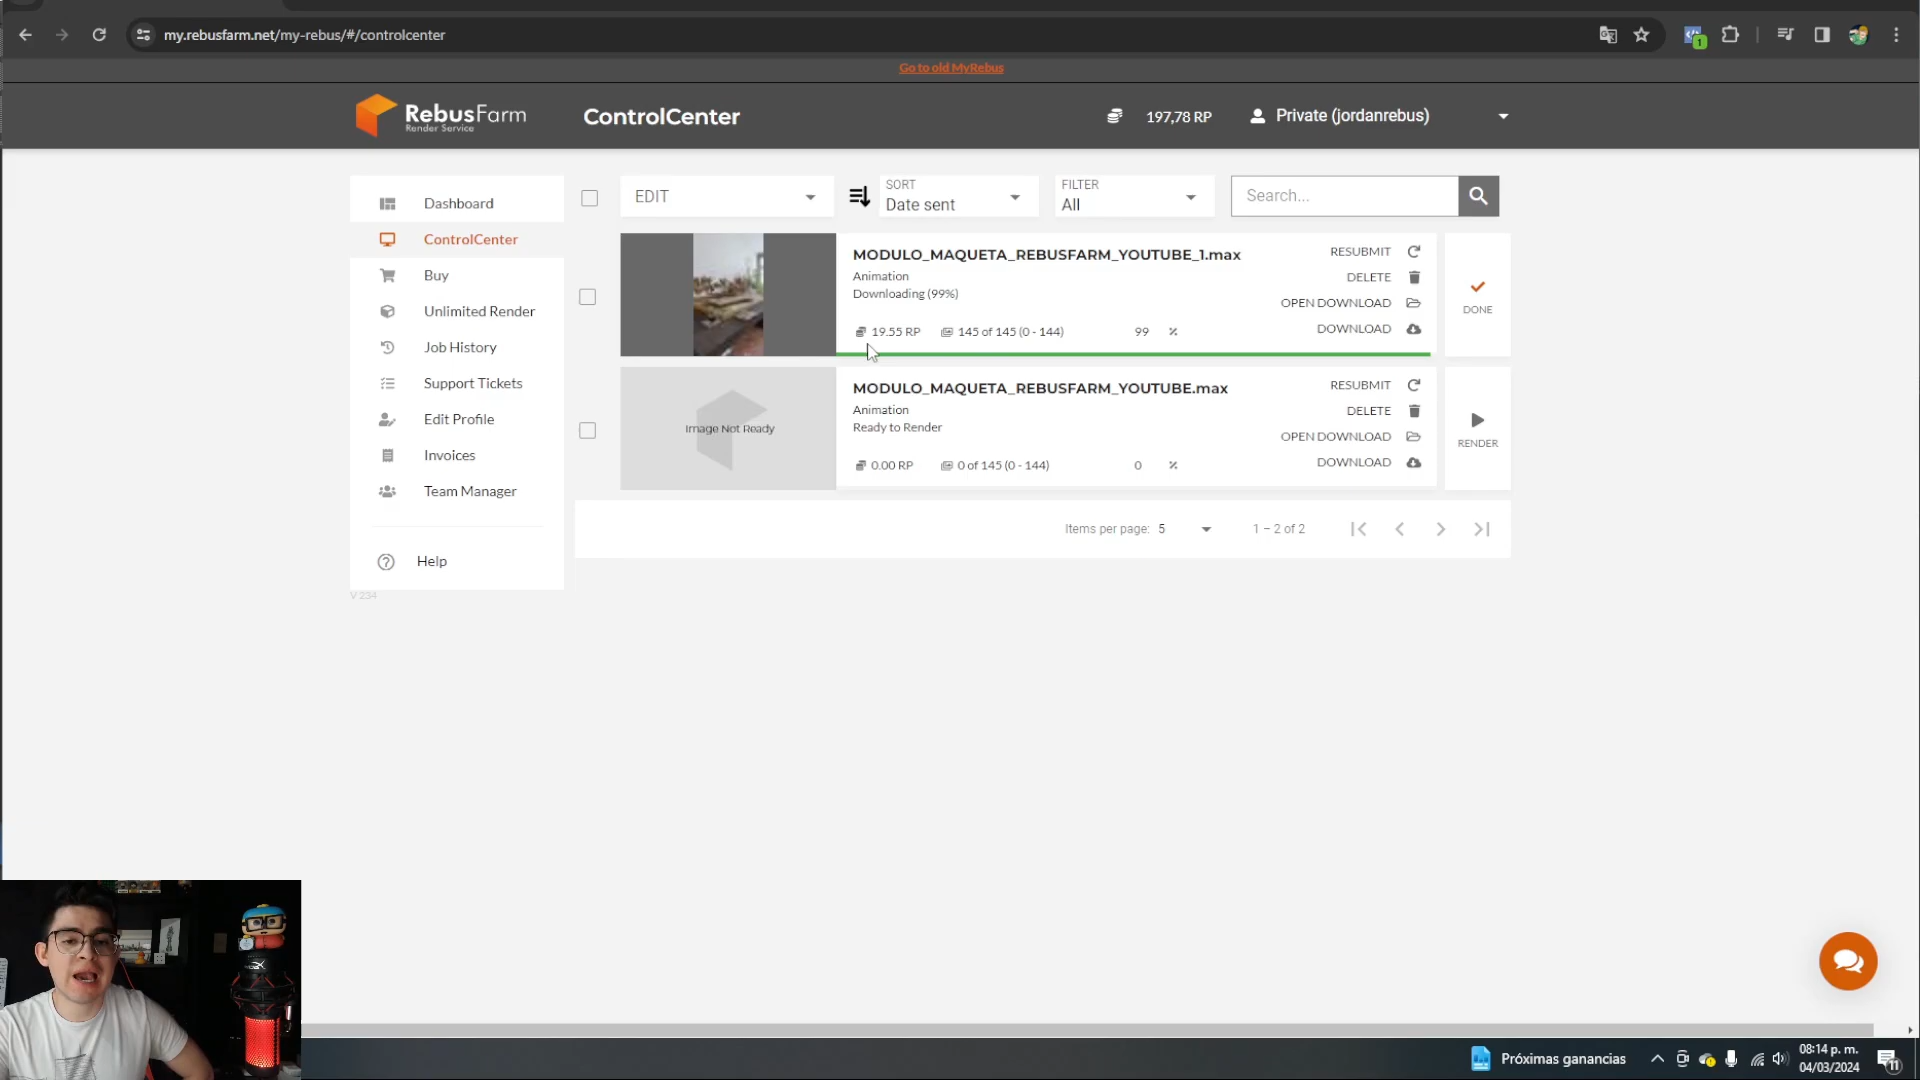 my.rebusfarm.net/my-rebus/#/controlcenter
1
Go to old MyRebus
RebusFarm
Render Service
ControlCenter
197,78 RP
Private (jordanrebus)
Dashboard
ControlCenter
Buy
Unlimited Render
Job History
Support Tickets
Edit Profile
Invoices
Team Manager
Help
V 234
EDIT
SORT
Date sent
FILTER
All
Search...
MODULO_MAQUETA_REBUSFARM_YOUTUBE_1.max
Animation
Downloading (99%)
19.55 RP
145 of 145 (0 - 144)
99 %
RESUBMIT
DELETE
OPEN DOWNLOAD
DOWNLOAD
DONE
Image Not Ready
MODULO_MAQUETA_REBUSFARM_YOUTUBE.max
Animation
Ready to Render
0.00 RP
0 of 145 (0 - 144)
0 %
RESUBMIT
DELETE
OPEN DOWNLOAD
DOWNLOAD
RENDER
Items per page: 5
1 – 2 of 2
Próximas ganancias
08:14 p. m.
04/03/2024
11